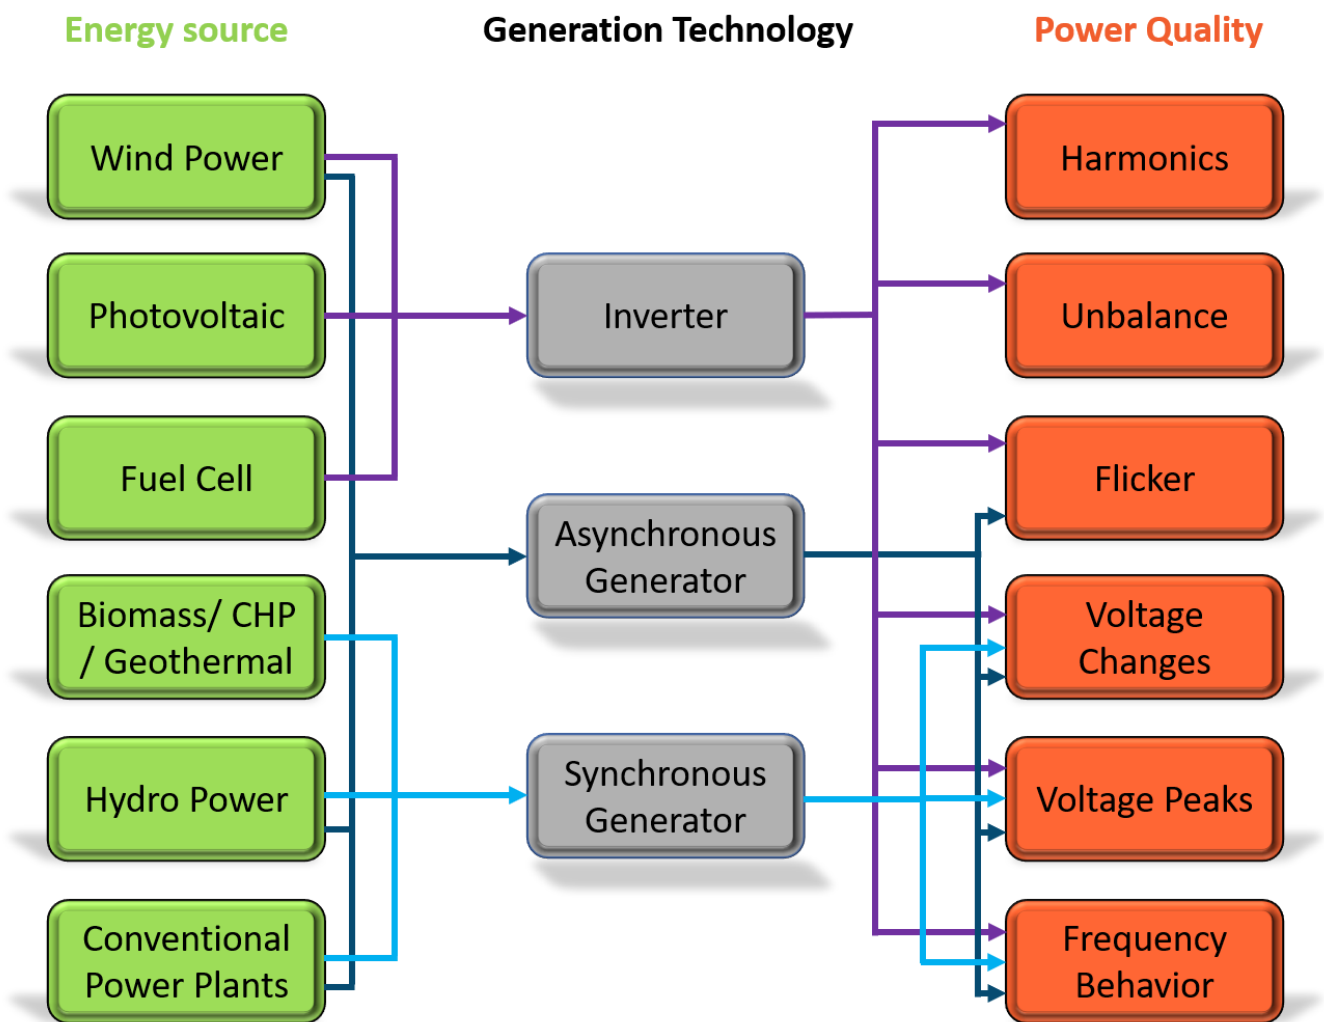 Energy source
Generation Technology
Power Quality
Wind Power
Harmonics
Photovoltaic
Inverter
Unbalance
Fuel Cell
Flicker
Asynchronous
Generator
Biomass/ CHP
/ Geothermal
Voltage
Changes
Hydro Power
Synchronous
Generator
Voltage Peaks
Conventional
Power Plants
Frequency
Behavior